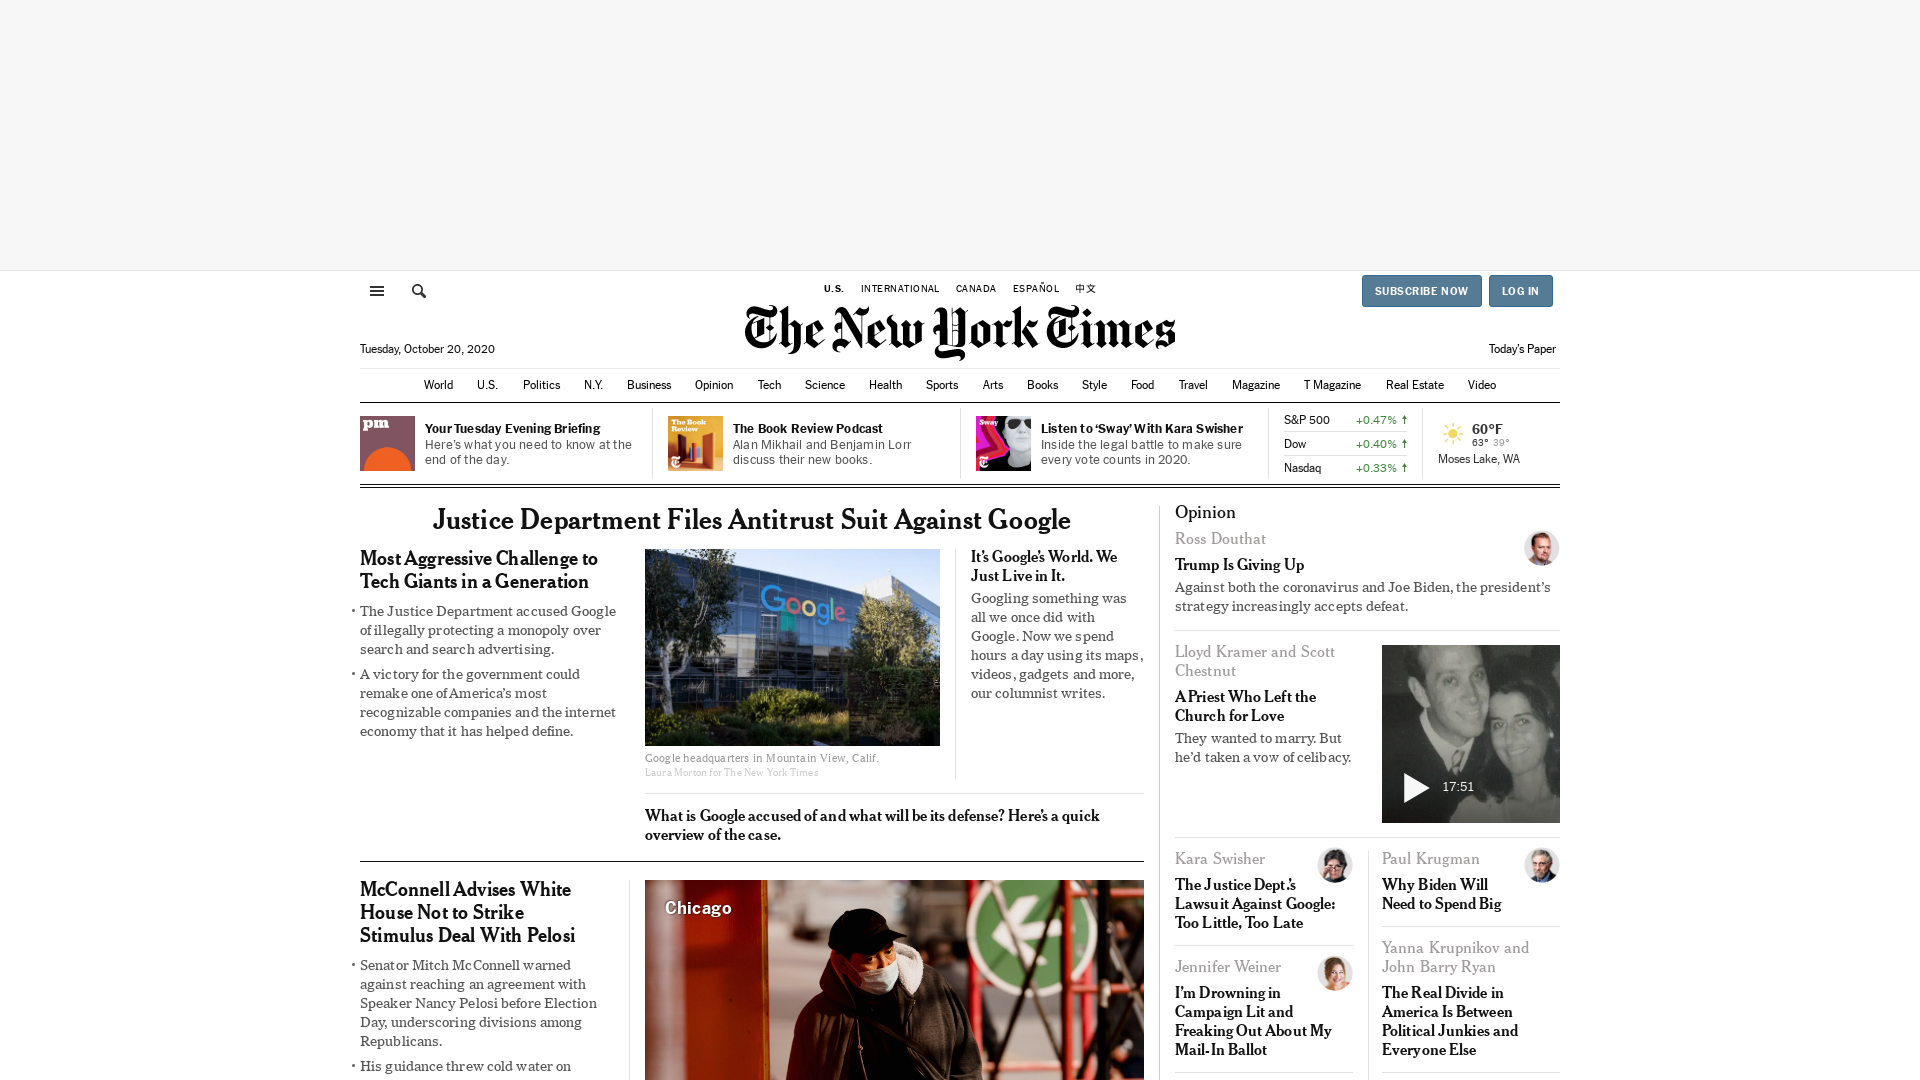 U.S. INTERNATIONAL CANADA ESPAÑOL 中文
SUBSCRIBE NOW LOG IN
The New York Times
Tuesday, October 20, 2020
Today's Paper
World U.S. Politics N.Y. Business Opinion Tech Science Health Sports Arts Books Style Food Travel Magazine T Magazine Real Estate Video
pm
Your Tuesday Evening Briefing
Here's what you need to know at the
end of the day.
The Book
Review
The Book Review Podcast
Alan Mikhail and Benjamin Lorr
discuss their new books.
Sway
Listen to ‘Sway’ With Kara Swisher
Inside the legal battle to make sure
every vote counts in 2020.
S&P 500 +0.47%
Dow +0.40%
Nasdaq +0.33%
60°F
63° 39°
Moses Lake, WA
Justice Department Files Antitrust Suit Against Google
Most Aggressive Challenge to
Tech Giants in a Generation
• The Justice Department accused Google
of illegally protecting a monopoly over
search and search advertising.
• A victory for the government could
remake one of America’s most
recognizable companies and the internet
economy that it has helped define.
Google
Google headquarters in Mountain View, Calif.
Laura Morton for The New York Times
It’s Google’s World. We
Just Live in It.
Googling something was
all we once did with
Google. Now we spend
hours a day using its maps,
videos, gadgets and more,
our columnist writes.
What is Google accused of and what will be its defense? Here’s a quick
overview of the case.
McConnell Advises White
House Not to Strike
Stimulus Deal With Pelosi
• Senator Mitch McConnell warned
against reaching an agreement with
Speaker Nancy Pelosi before Election
Day, underscoring divisions among
Republicans.
• His guidance threw cold water on
Chicago
Opinion
Ross Douthat
Trump Is Giving Up
Against both the coronavirus and Joe Biden, the president’s
strategy increasingly accepts defeat.
Lloyd Kramer and Scott
Chestnut
A Priest Who Left the
Church for Love
They wanted to marry. But
he’d taken a vow of celibacy.
17:51
Kara Swisher
The Justice Dept.’s
Lawsuit Against Google:
Too Little, Too Late
Paul Krugman
Why Biden Will
Need to Spend Big
Jennifer Weiner
I’m Drowning in
Campaign Lit and
Freaking Out About My
Mail-In Ballot
Yanna Krupnikov and
John Barry Ryan
The Real Divide in
America Is Between
Political Junkies and
Everyone Else